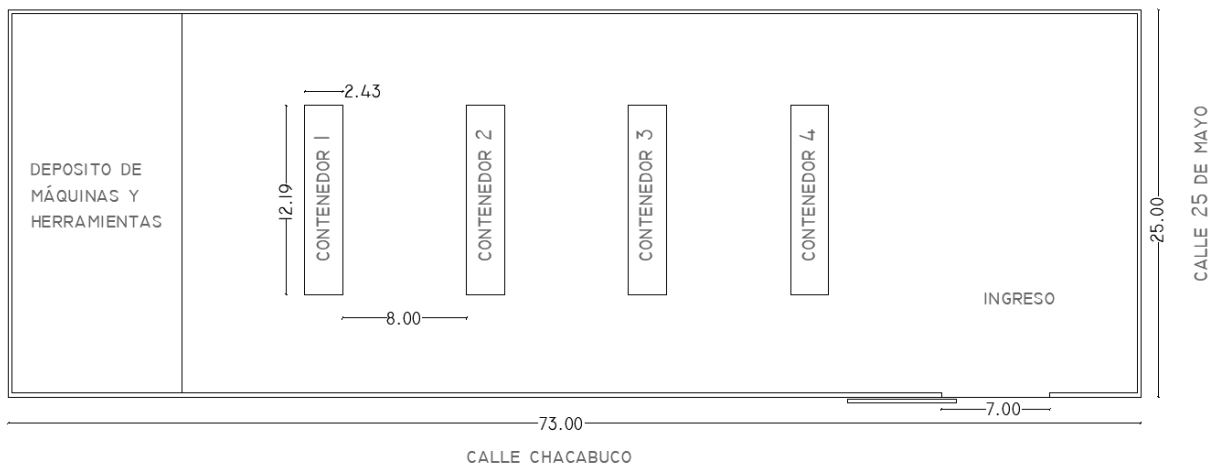 2.43
DEPOSITO DE
MÁQUINAS Y
HERRAMIENTAS
12.19
CONTENEDOR 1
CONTENEDOR 2
CONTENEDOR 3
CONTENEDOR 4
8.00
INGRESO
25.00
CALLE 25 DE MAYO
7.00
73.00
CALLE CHACABUCO